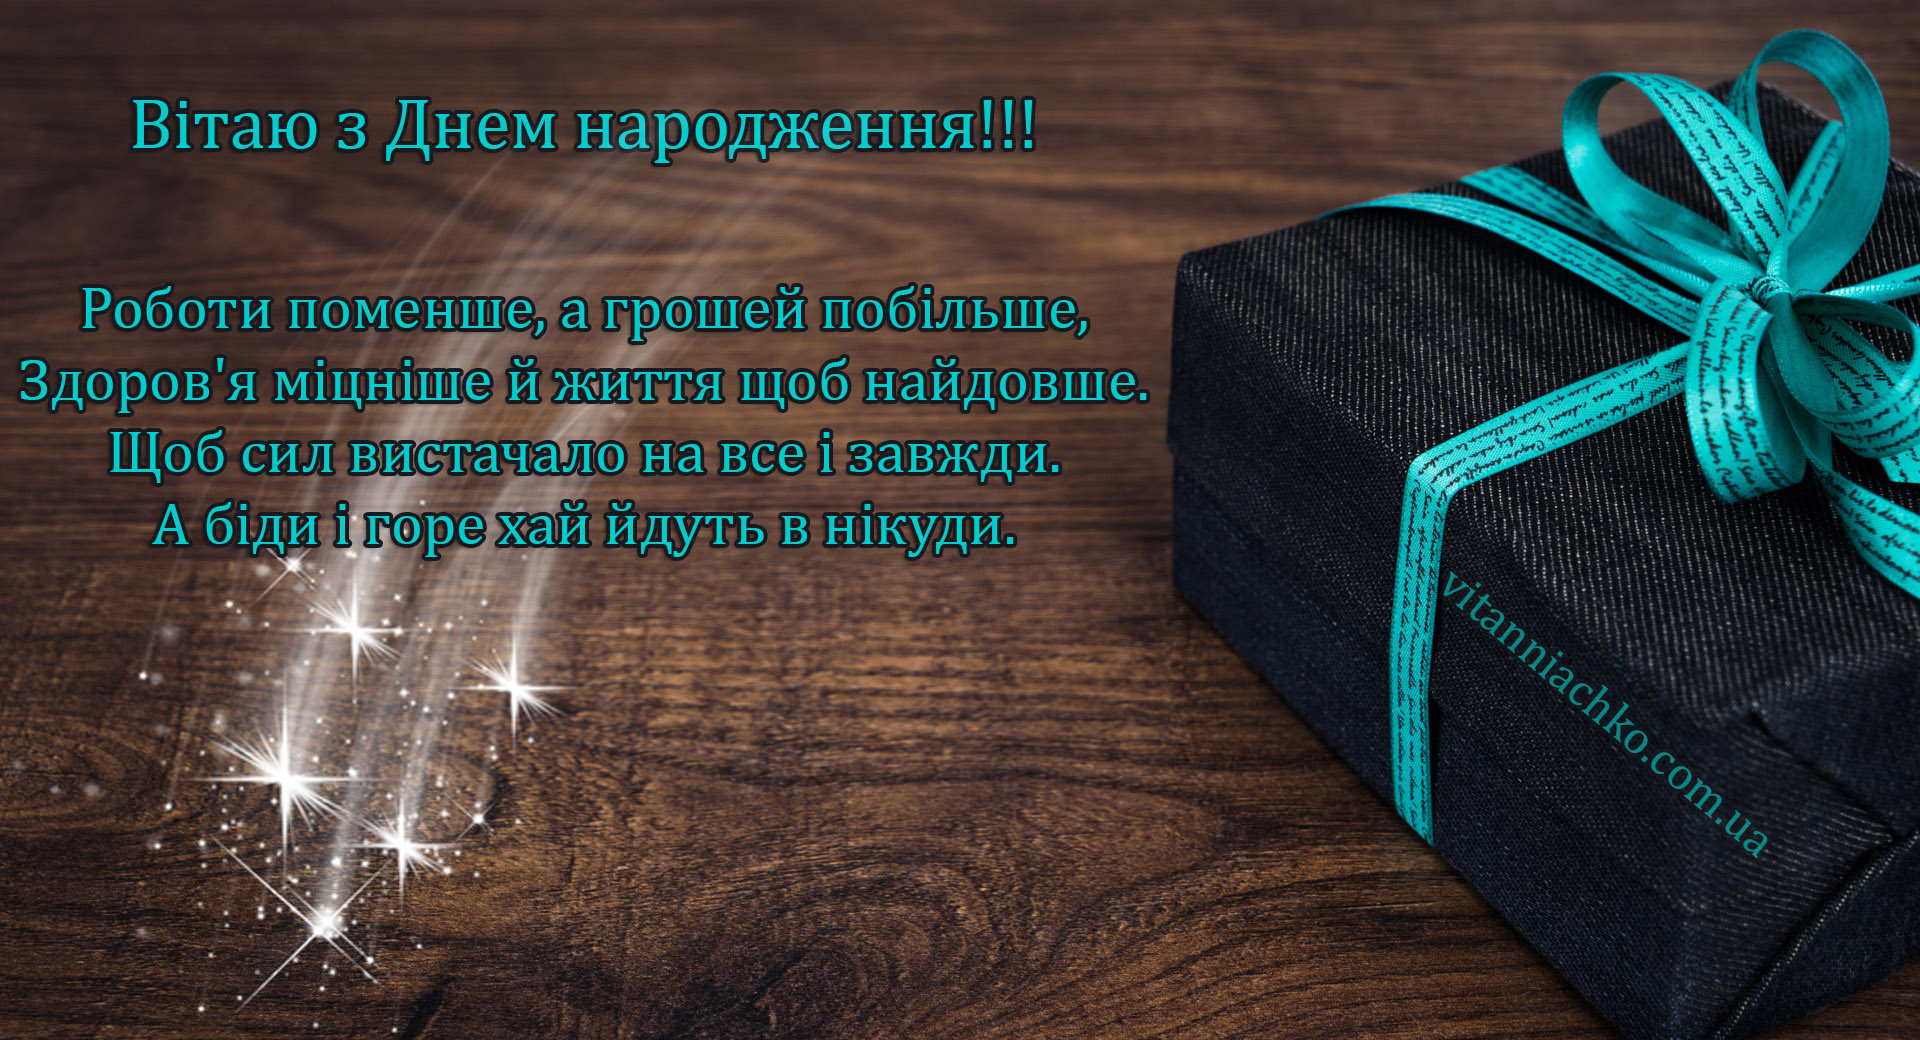 Вітаю з Днем народження!!!
Роботи поменше, а грошей побільше,
Здоров'я міцніше й життя щоб найдовше.
Щоб сил вистачало на все і завжди.
А біди і горе хай йдуть в нікуди.
vitanniachko.com.ua